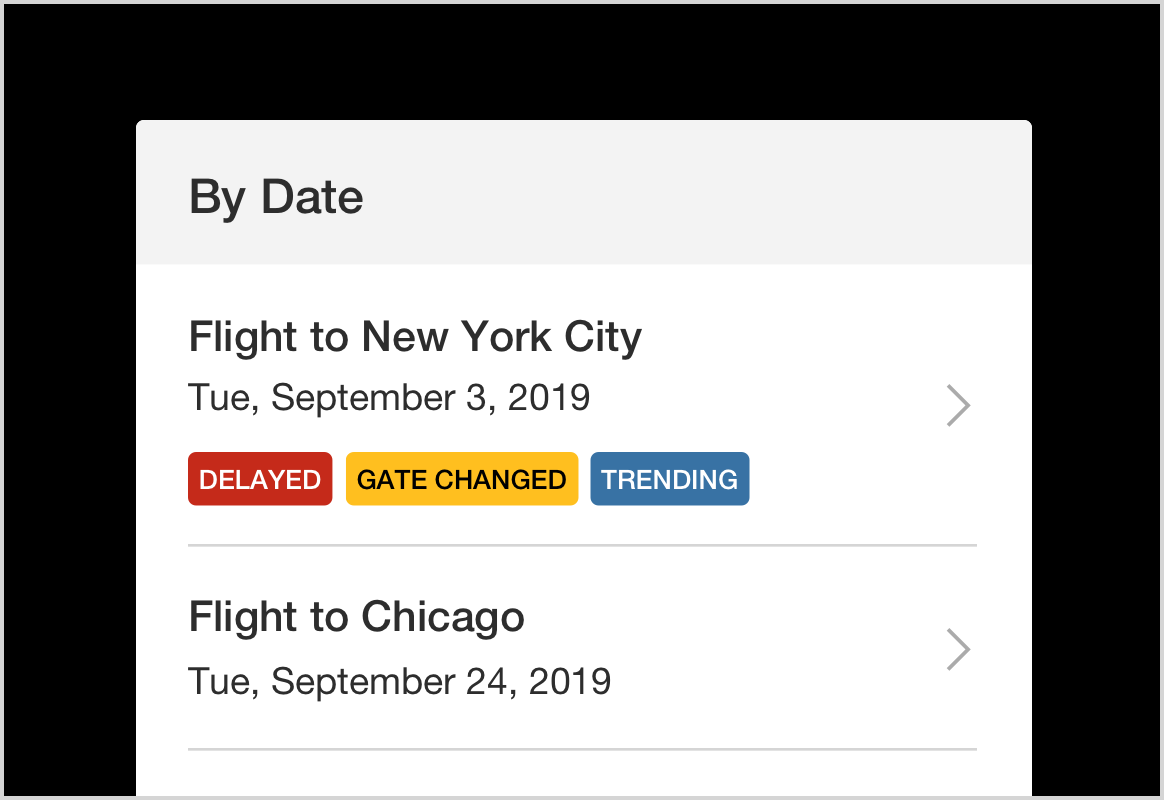 By Date
Flight to New York City
Tue, September 3, 2019
DELAYED GATE CHANGED TRENDING
Flight to Chicago
Tue, September 24, 2019